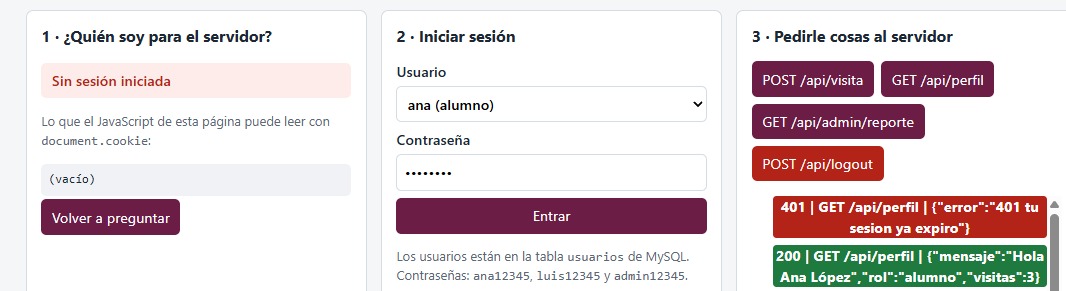 1 · ¿Quién soy para el servidor?
Sin sesión iniciada
Lo que el JavaScript de esta página puede leer con
document.cookie:
(vacío)
Volver a preguntar
2 · Iniciar sesión
Usuario
ana (alumno)
Contraseña
••••••••
Entrar
Los usuarios están en la tabla usuarios de MySQL.
Contraseñas: ana12345, luis12345 y admin12345.
3 · Pedirle cosas al servidor
POST /api/visita
GET /api/perfil
GET /api/admin/reporte
POST /api/logout
401 | GET /api/perfil | {"error":"401 tu
sesion ya expiro"}
200 | GET /api/perfil | {"mensaje":"Hola
Ana López","rol":"alumno","visitas":3}